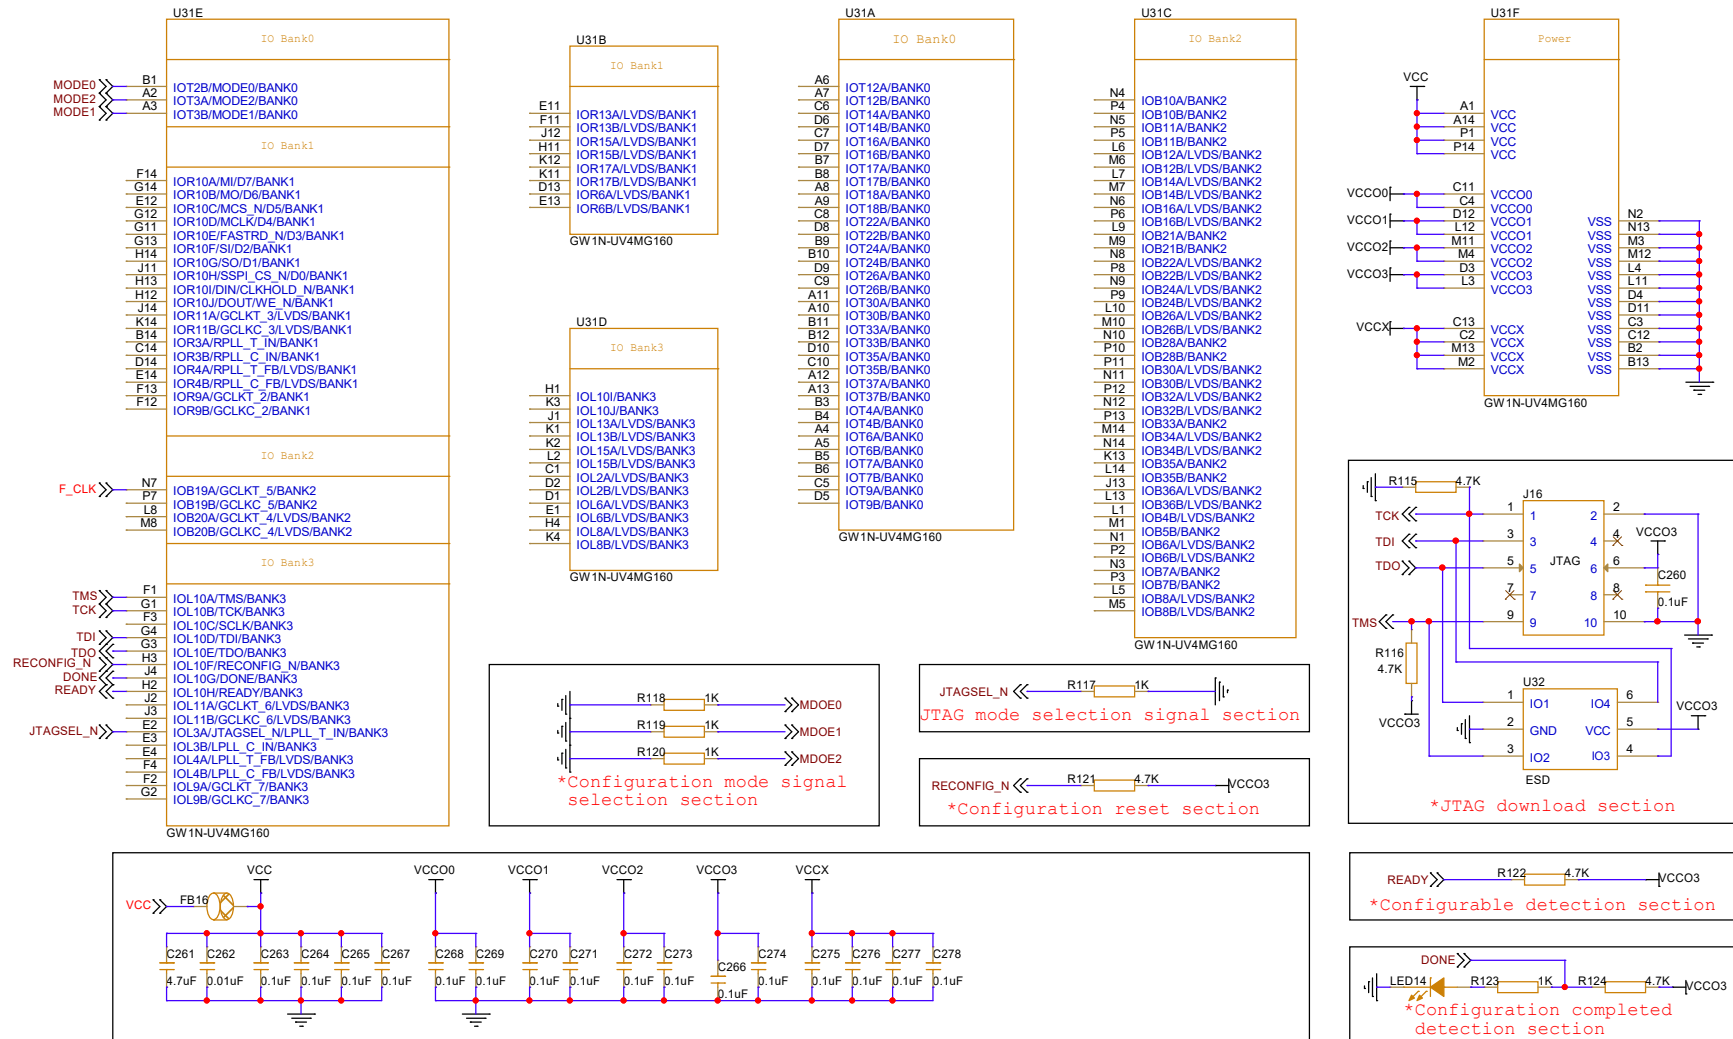 U31E
IO Bank0
MODE0 B1 IOT2B/MODE0/BANK0
MODE2 A2 IOT3A/MODE2/BANK0
MODE1 A3 IOT3B/MODE1/BANK0
IO Bank1
F14 IOR10A/MI/D7/BANK1
G14 IOR10B/MO/D6/BANK1
E12 IOR10C/MCS_N/D5/BANK1
G12 IOR10D/MCLK/D4/BANK1
G11 IOR10E/FASTRD_N/D3/BANK1
G13 IOR10F/SI/D2/BANK1
H14 IOR10G/SO/D1/BANK1
J11 IOR10H/SSPI_CS_N/D0/BANK1
H13 IOR10I/DIN/CLKHOLD_N/BANK1
H12 IOR10J/DOUT/WE_N/BANK1
J14 IOR11A/GCLKT_3/LVDS/BANK1
K14 IOR11B/GCLKC_3/LVDS/BANK1
B14 IOR3A/RPLL_T_IN/BANK1
C14 IOR3B/RPLL_C_IN/BANK1
D14 IOR4A/RPLL_T_FB/LVDS/BANK1
E14 IOR4B/RPLL_C_FB/LVDS/BANK1
F13 IOR9A/GCLKT_2/BANK1
F12 IOR9B/GCLKC_2/BANK1
IO Bank2
F_CLK N7 IOB19A/GCLKT_5/BANK2
P7 IOB19B/GCLKC_5/BANK2
L8 IOB20A/GCLKT_4/LVDS/BANK2
M8 IOB20B/GCLKC_4/LVDS/BANK2
IO Bank3
TMS F1 IOL10A/TMS/BANK3
TCK G1 IOL10B/TCK/BANK3
F3 IOL10C/SCLK/BANK3
TDI G4 IOL10D/TDI/BANK3
TDO G3 IOL10E/TDO/BANK3
RECONFIG_N H3 IOL10F/RECONFIG_N/BANK3
DONE J4 IOL10G/DONE/BANK3
READY H2 IOL10H/READY/BANK3
J2 IOL11A/GCLKT_6/LVDS/BANK3
J3 IOL11B/GCLKC_6/LVDS/BANK3
JTAGSEL_N E2 IOL3A/JTAGSEL_N/LPLL_T_IN/BANK3
E3 IOL3B/LPLL_C_IN/BANK3
E4 IOL4A/LPLL_T_FB/LVDS/BANK3
F4 IOL4B/LPLL_C_FB/LVDS/BANK3
F2 IOL9A/GCLKT_7/BANK3
G2 IOL9B/GCLKC_7/BANK3
GW1N-UV4MG160
U31B
IO Bank1
E11 IOR13A/LVDS/BANK1
F11 IOR13B/LVDS/BANK1
J12 IOR15A/LVDS/BANK1
H11 IOR15B/LVDS/BANK1
K12 IOR17A/LVDS/BANK1
K11 IOR17B/LVDS/BANK1
D13 IOR6A/LVDS/BANK1
E13 IOR6B/LVDS/BANK1
GW1N-UV4MG160
U31D
IO Bank3
H1 IOL10I/BANK3
K3 IOL10J/BANK3
J1 IOL13A/LVDS/BANK3
K1 IOL13B/LVDS/BANK3
K2 IOL15A/LVDS/BANK3
L2 IOL15B/LVDS/BANK3
C1 IOL2A/LVDS/BANK3
D2 IOL2B/LVDS/BANK3
D1 IOL6A/LVDS/BANK3
E1 IOL6B/LVDS/BANK3
H4 IOL8A/LVDS/BANK3
K4 IOL8B/LVDS/BANK3
GW1N-UV4MG160
U31A
IO Bank0
A6 IOT12A/BANK0
A7 IOT12B/BANK0
C6 IOT14A/BANK0
D6 IOT14B/BANK0
C7 IOT16A/BANK0
D7 IOT16B/BANK0
B7 IOT17A/BANK0
B8 IOT17B/BANK0
A8 IOT18A/BANK0
A9 IOT18B/BANK0
C8 IOT22A/BANK0
D8 IOT22B/BANK0
B9 IOT24A/BANK0
B10 IOT24B/BANK0
D9 IOT26A/BANK0
C9 IOT26B/BANK0
A11 IOT30A/BANK0
A10 IOT30B/BANK0
B11 IOT33A/BANK0
B12 IOT33B/BANK0
D10 IOT35A/BANK0
C10 IOT35B/BANK0
A12 IOT37A/BANK0
A13 IOT37B/BANK0
B3 IOT4A/BANK0
B4 IOT4B/BANK0
A4 IOT6A/BANK0
A5 IOT6B/BANK0
B5 IOT7A/BANK0
B6 IOT7B/BANK0
C5 IOT9A/BANK0
D5 IOT9B/BANK0
GW1N-UV4MG160
U31C
IO Bank2
N4 IOB10A/BANK2
P4 IOB10B/BANK2
N5 IOB11A/BANK2
P5 IOB11B/BANK2
L6 IOB12A/LVDS/BANK2
M6 IOB12B/LVDS/BANK2
L7 IOB14A/LVDS/BANK2
M7 IOB14B/LVDS/BANK2
N6 IOB16A/LVDS/BANK2
P6 IOB16B/LVDS/BANK2
L9 IOB21A/BANK2
M9 IOB21B/BANK2
N8 IOB22A/LVDS/BANK2
P8 IOB22B/LVDS/BANK2
N9 IOB24A/LVDS/BANK2
P9 IOB24B/LVDS/BANK2
L10 IOB26A/LVDS/BANK2
M10 IOB26B/LVDS/BANK2
N10 IOB28A/BANK2
P10 IOB28B/BANK2
P11 IOB30A/LVDS/BANK2
N11 IOB30B/LVDS/BANK2
P12 IOB32A/LVDS/BANK2
N12 IOB32B/LVDS/BANK2
P13 IOB33A/BANK2
M14 IOB34A/LVDS/BANK2
N14 IOB34B/LVDS/BANK2
K13 IOB35A/BANK2
L14 IOB35B/BANK2
J13 IOB36A/LVDS/BANK2
L13 IOB36B/LVDS/BANK2
L1 IOB4B/LVDS/BANK2
M1 IOB5B/BANK2
N1 IOB6A/LVDS/BANK2
P2 IOB6B/LVDS/BANK2
N3 IOB7A/BANK2
P3 IOB7B/BANK2
L5 IOB8A/LVDS/BANK2
M5 IOB8B/LVDS/BANK2
GW1N-UV4MG160
U31F
Power
VCC
A1 VCC
A14 VCC
P1 VCC
P14 VCC
VCCO0 C11 VCCO0
C4 VCCO0
VCCO1 D12 VCCO1
L12 VCCO1
VCCO2 M11 VCCO2
M4 VCCO2
VCCO3 D3 VCCO3
L3 VCCO3
VCCX C13 VCCX
C2 VCCX
M13 VCCX
M2 VCCX
VSS N2
VSS N13
VSS M3
VSS M12
VSS L4
VSS L11
VSS D4
VSS D11
VSS C3
VSS C12
VSS B2
VSS B13
GW1N-UV4MG160
R115 4.7K
J16
TCK 1 1 2 2
TDI 3 3 4 4 VCCO3
TDO 5 5 JTAG 6 6
C260
0.1uF
7 7 8 8
TMS 9 9 10 10
R116
4.7K
VCCO3
U32
1 IO1 IO4 6
2 GND VCC 5 VCCO3
3 IO2 IO3 4
ESD
*JTAG download section
R118 1K MDOE0
R119 1K MDOE1
R120 1K MDOE2
*Configuration mode signal
selection section
JTAGSEL_N R117 1K
JTAG mode selection signal section
RECONFIG_N R121 4.7K VCCO3
*Configuration reset section
READY R122 4.7K VCCO3
*Configurable detection section
DONE
LED14 R123 1K R124 4.7K VCCO3
*Configuration completed
detection section
VCC VCCO0 VCCO1 VCCO2 VCCO3 VCCX
VCC FB16
C261 C262 C263 C264 C265 C267 C268 C269 C270 C271 C272 C273 C266 C274 C275 C276 C277 C278
4.7uF 0.01uF 0.1uF 0.1uF 0.1uF 0.1uF 0.1uF 0.1uF 0.1uF 0.1uF 0.1uF 0.1uF 0.1uF 0.1uF 0.1uF 0.1uF 0.1uF 0.1uF